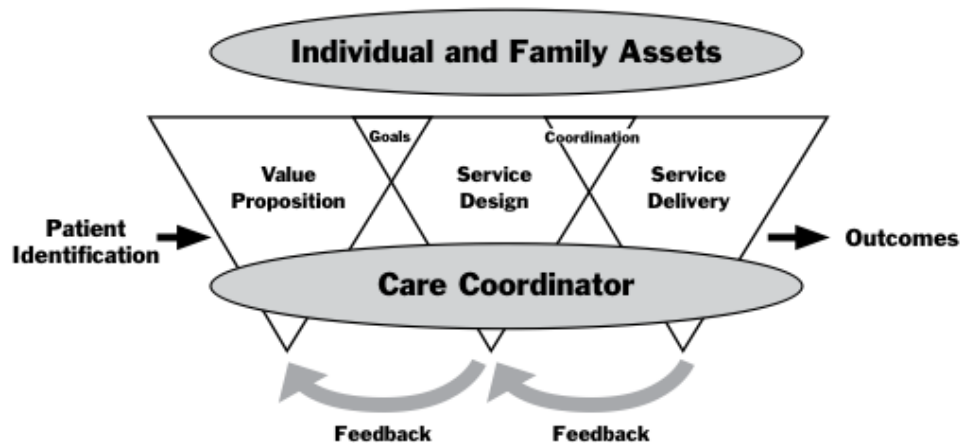 Individual and Family Assets
Goals
Coordination
Value
Proposition
Service
Design
Service
Delivery
Patient
Identification
Outcomes
Care Coordinator
Feedback
Feedback